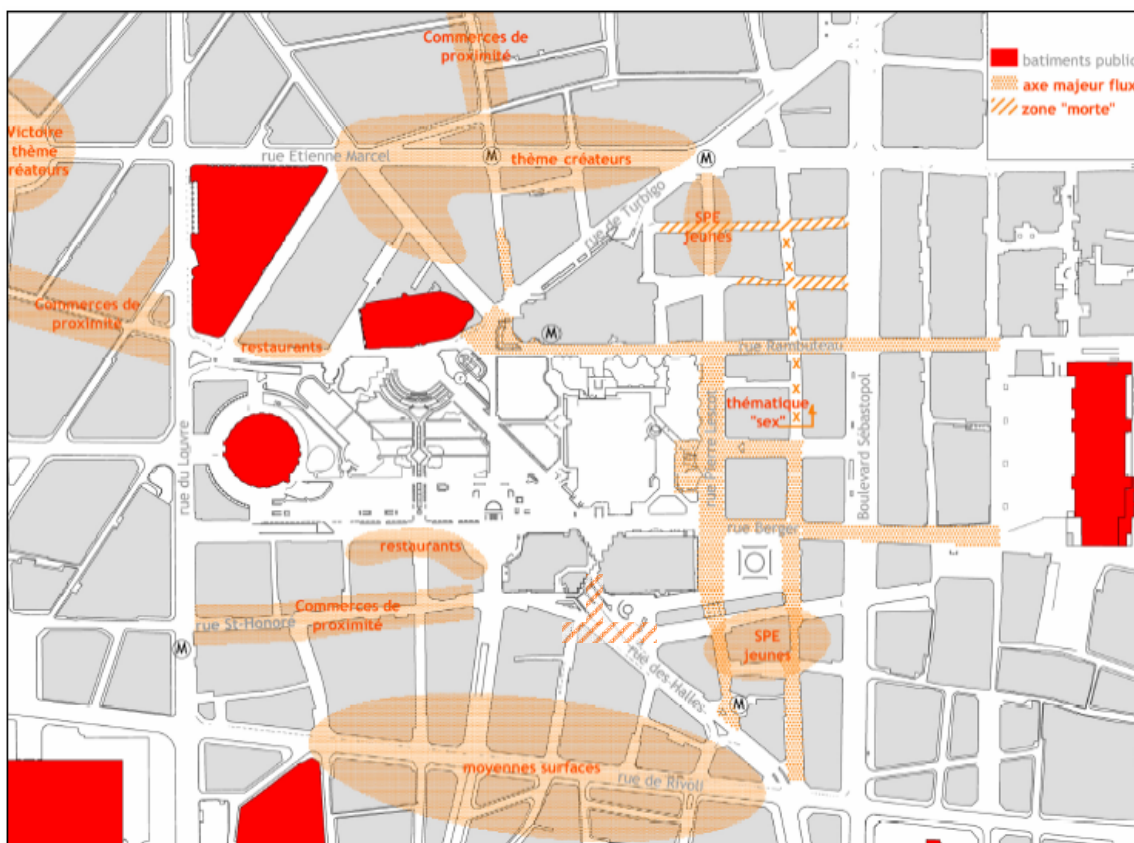 Commerces de
proximité
batiments public
axe majeur flux
zone "morte"
Victoire
thème
créateurs
rue Etienne Marcel
M
thème créateurs
M
rue de Turbigo
SPE
jeunes
Commerces de
proximité
restaurants
M
rue Rambuteau
thématique
"sex"
rue du Louvre
rue Pierre Lescot
Boulevard Sébastopol
rue Berger
restaurants
Commerces de
proximité
rue St-Honoré
M
SPE
jeunes
rue des Halles
M
moyennes surfaces
rue de Rivoli